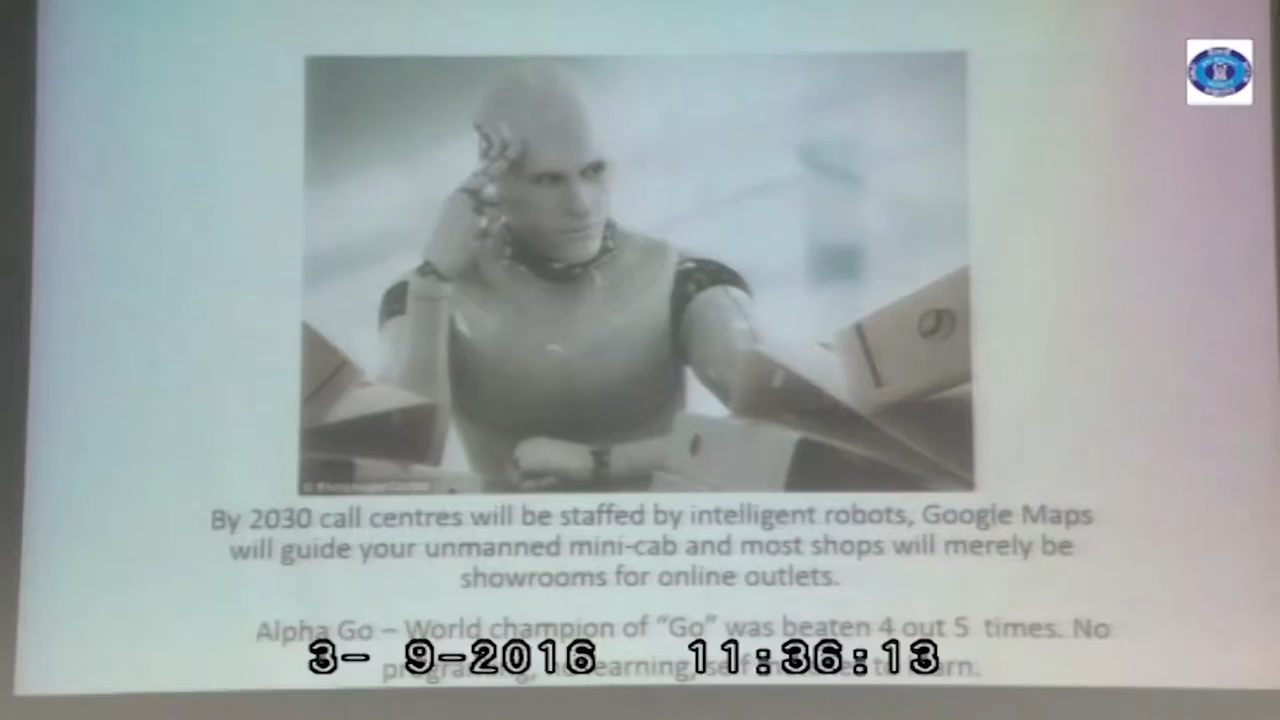 By 2030 call centres will be staffed by intelligent robots, Google Maps
will guide your unmanned mini-cab and most shops will merely be
showrooms for online outlets.
Alpha Go – World champion of “Go” was beaten 4 out 5 times. No
3- 9-2016 11:36:13